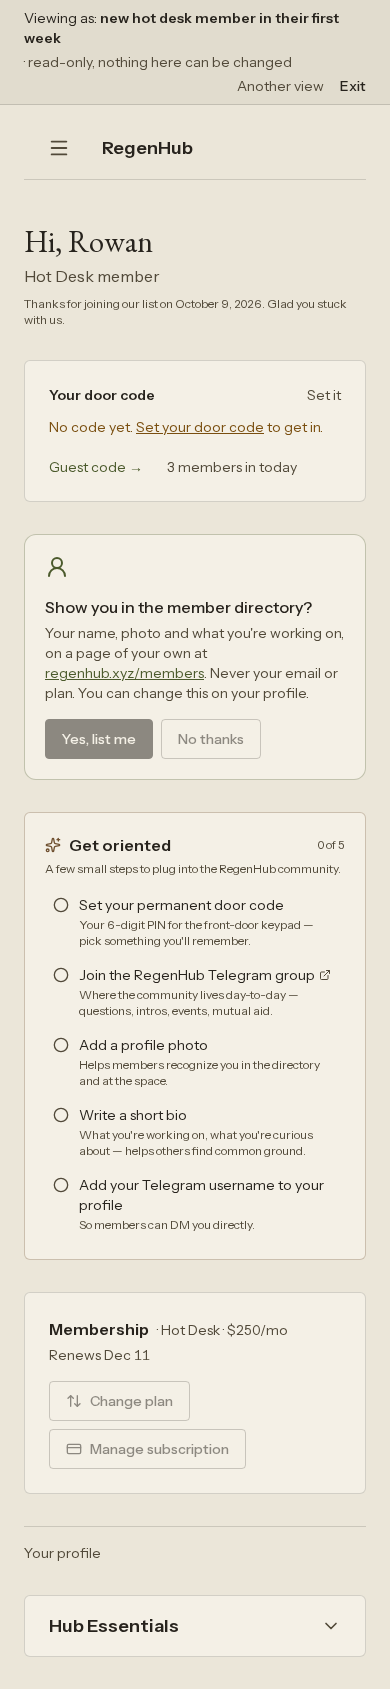 Viewing as: new hot desk member in their first
week
· read-only, nothing here can be changed
Another view Exit
RegenHub
Hi, Rowan
Hot Desk member
Thanks for joining our list on October 9, 2026. Glad you stuck
with us.
Your door code Set it
No code yet. Set your door code to get in.
Guest code → 3 members in today
Show you in the member directory?
Your name, photo and what you're working on,
on a page of your own at
regenhub.xyz/members. Never your email or
plan. You can change this on your profile.
Yes, list me No thanks
Get oriented 0 of 5
A few small steps to plug into the RegenHub community.
Set your permanent door code
Your 6-digit PIN for the front-door keypad —
pick something you'll remember.
Join the RegenHub Telegram group
Where the community lives day-to-day —
questions, intros, events, mutual aid.
Add a profile photo
Helps members recognize you in the directory
and at the space.
Write a short bio
What you're working on, what you're curious
about — helps others find common ground.
Add your Telegram username to your
profile
So members can DM you directly.
Membership · Hot Desk · $250/mo
Renews Dec 11
Change plan
Manage subscription
Your profile
Hub Essentials